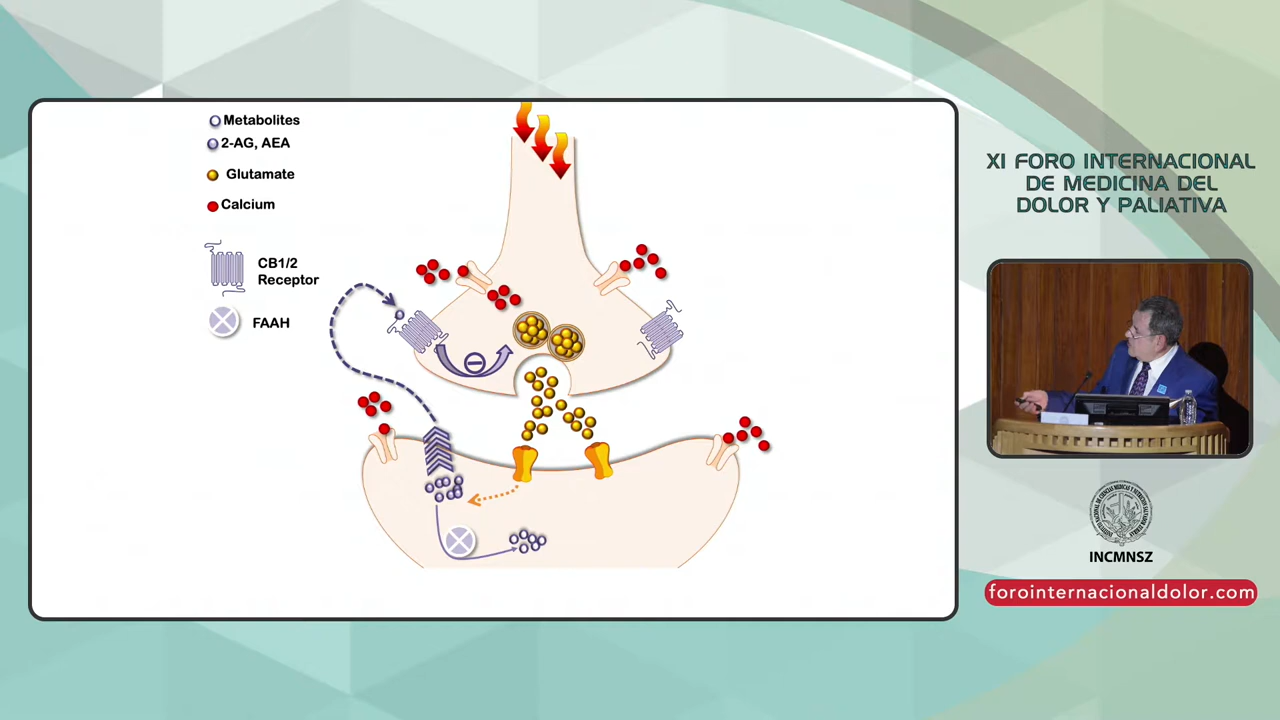 Metabolites
2-AG, AEA
Glutamate
Calcium
CB1/2
Receptor
FAAH
XI FORO INTERNACIONAL
DE MEDICINA DEL
DOLOR Y PALIATIVA
INCMNSZ
forointernacionaldolor.com